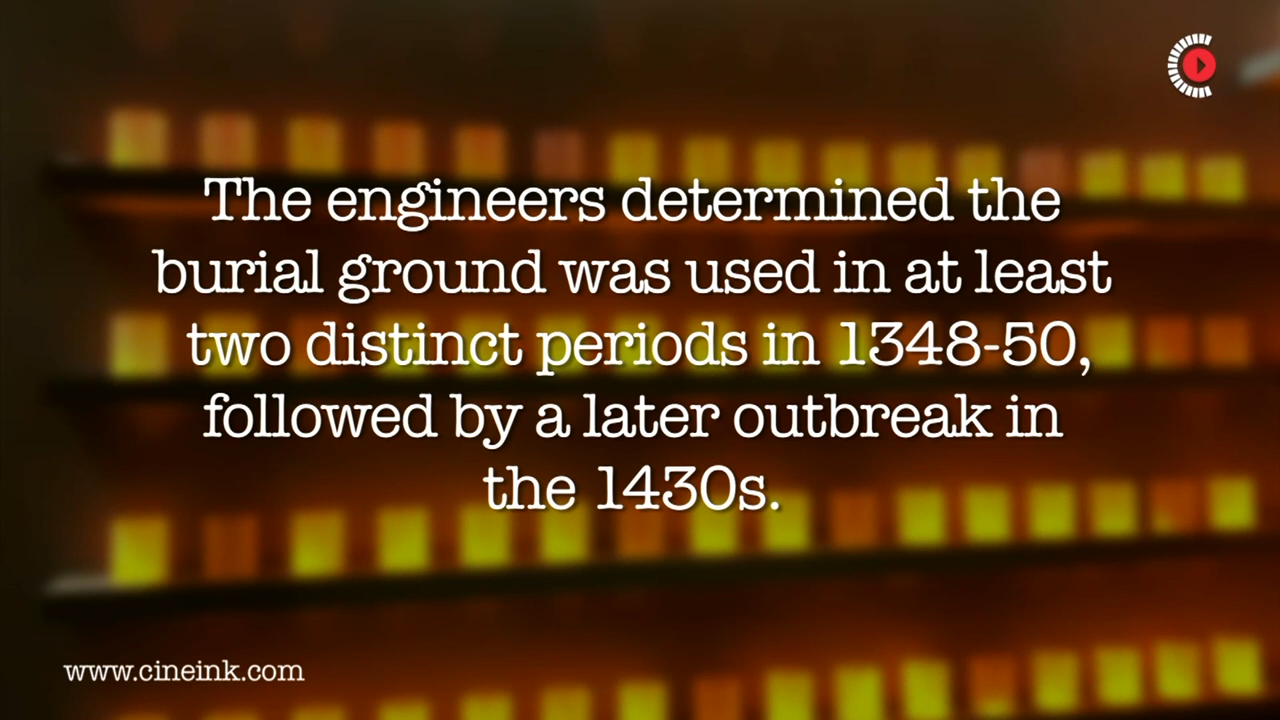 The engineers determined the
burial ground was used in at least
two distinct periods in 1348-50,
followed by a later outbreak in
the 1430s.
www.cineink.com